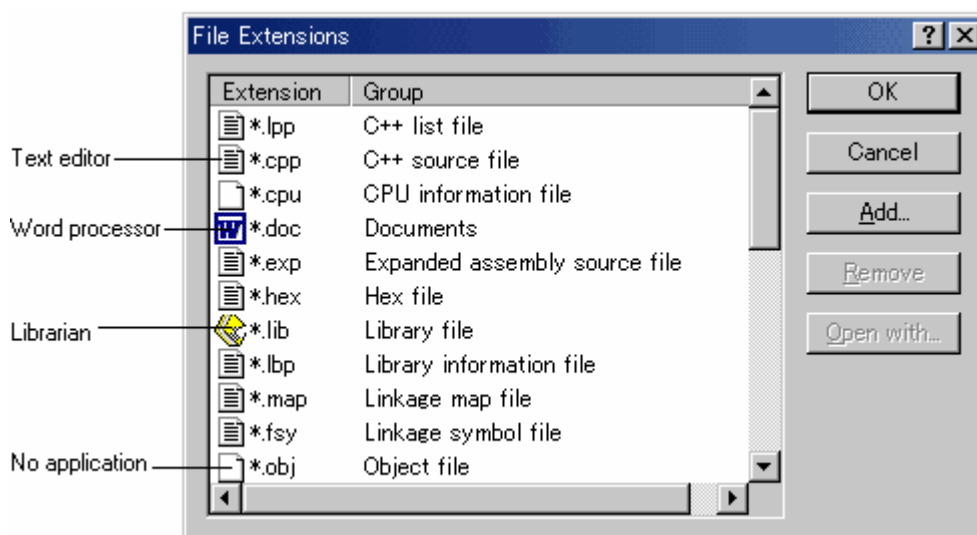 File Extensions
Extension Group
*.lpp C++ list file
Text editor *.cpp C++ source file
*.cpu CPU information file
Word processor W *.doc Documents
*.exp Expanded assembly source file
*.hex Hex file
Librarian *.lib Library file
*.lbp Library information file
*.map Linkage map file
*.fsy Linkage symbol file
No application *.obj Object file
OK
Cancel
Add...
Remove
Open with...